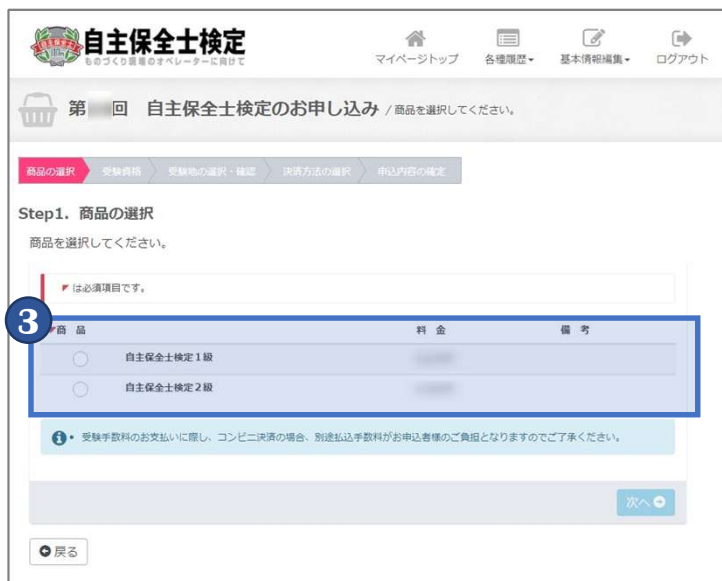 自主保全士検定
ものづくり現場のオペレーターに向けて
マイページトップ 各種履歴▾ 基本情報編集▾ ログアウト
第 回 自主保全士検定のお申し込み / 商品を選択してください。
商品の選択 受験資格 受験地の選択・確認 決済方法の選択 申込内容の確定
Step1. 商品の選択
商品を選択してください。
は必須項目です。
3
商 品 料 金 備 考
自主保全士検定1級
自主保全士検定2級
• 受験手数料のお支払いに際し、コンビニ決済の場合、別途払込手数料がお申込者様のご負担となりますのでご了承ください。
次へ
戻る